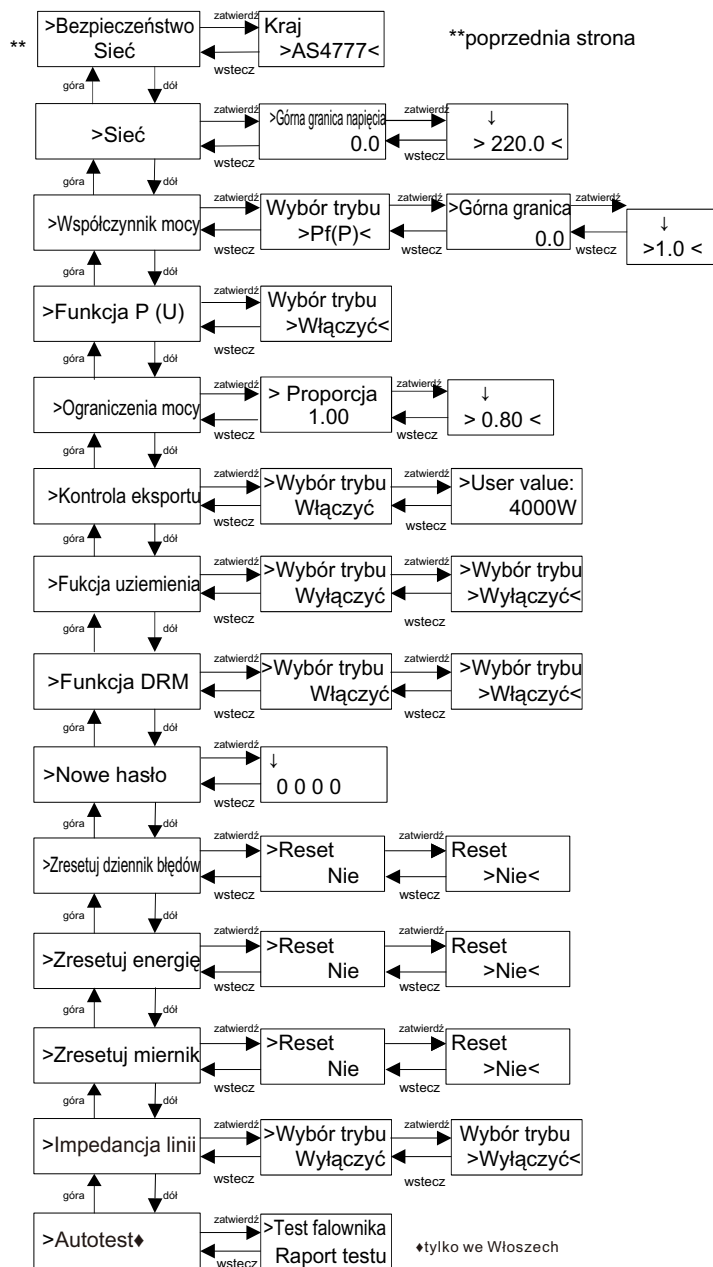 **
>Bezpieczeństwo
Sieć
zatwierdź
wstecz
Kraj
>AS4777<
**poprzednia strona
góra
dół
>Sieć
zatwierdź
wstecz
>Górna granica napięcia
0.0
zatwierdź
wstecz
↓
> 220.0 <
góra
dół
>Współczynnik mocy
zatwierdź
wstecz
Wybór trybu
>Pf(P)<
zatwierdź
wstecz
>Górna granica
0.0
zatwierdź
wstecz
↓
>1.0 <
góra
dół
>Funkcja P (U)
zatwierdź
wstecz
Wybór trybu
>Włączyć<
góra
dół
>Ograniczenia mocy
zatwierdź
wstecz
> Proporcja
1.00
zatwierdź
wstecz
↓
> 0.80 <
góra
dół
>Kontrola eksportu
zatwierdź
wstecz
>Wybór trybu
Włączyć
zatwierdź
wstecz
>User value:
4000W
góra
dół
>Fukcja uziemienia
zatwierdź
wstecz
>Wybór trybu
Wyłączyć
zatwierdź
wstecz
>Wybór trybu
>Wyłączyć<
góra
dół
>Funkcja DRM
zatwierdź
wstecz
>Wybór trybu
Włączyć
zatwierdź
wstecz
>Wybór trybu
>Włączyć<
góra
dół
>Nowe hasło
zatwierdź
wstecz
↓
0 0 0 0
góra
dół
>Zresetuj dziennik błędów
zatwierdź
wstecz
>Reset
Nie
zatwierdź
wstecz
Reset
>Nie<
góra
dół
>Zresetuj energię
zatwierdź
wstecz
>Reset
Nie
zatwierdź
wstecz
Reset
>Nie<
góra
dół
>Zresetuj miernik
zatwierdź
wstecz
>Reset
Nie
zatwierdź
wstecz
Reset
>Nie<
góra
dół
>Impedancja linii
zatwierdź
wstecz
>Wybór trybu
Wyłączyć
zatwierdź
wstecz
Wybór trybu
>Wyłączyć<
góra
dół
>Autotest♦
zatwierdź
wstecz
>Test falownika
Raport testu
♦tylko we Włoszech